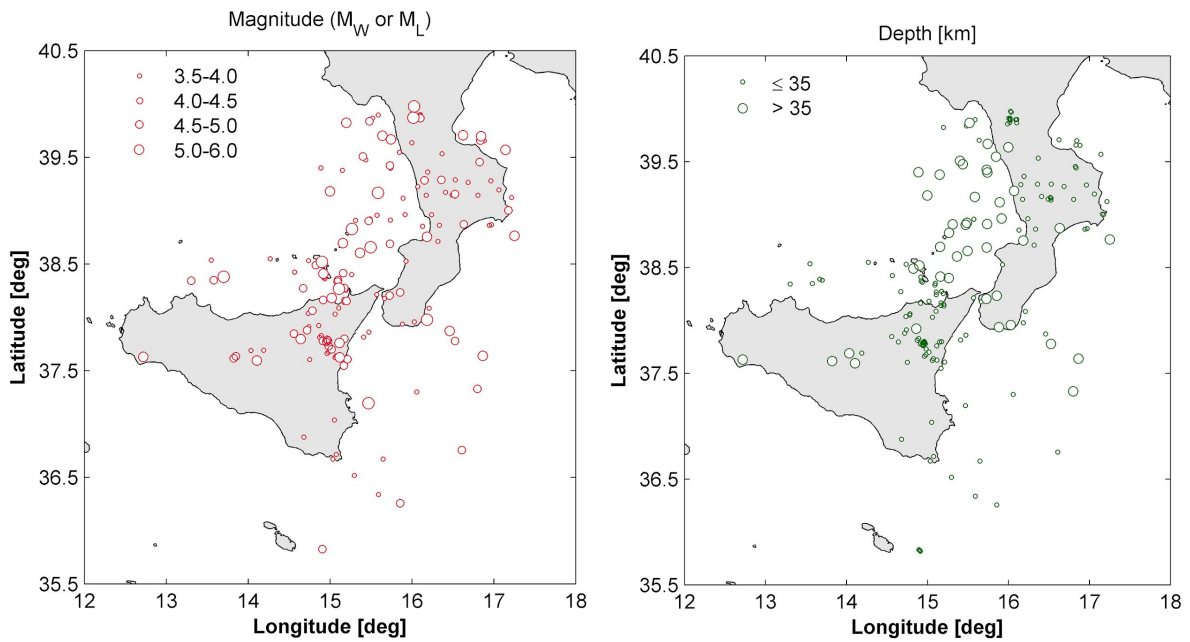 Magnitude (M_W or M_L)
40.5
39.5
38.5
37.5
36.5
35.5
12 13 14 15 16 17 18
Latitude [deg]
Longitude [deg]
3.5-4.0
4.0-4.5
4.5-5.0
5.0-6.0
Depth [km]
40.5
39.5
38.5
37.5
36.5
35.5
12 13 14 15 16 17 18
Latitude [deg]
Longitude [deg]
≤ 35
> 35